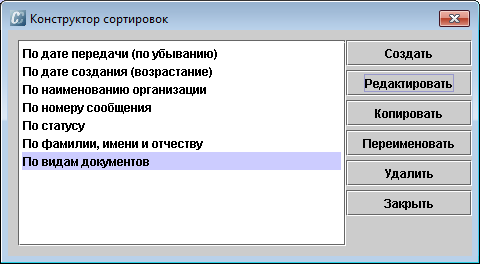 Конструктор сортировок
По дате передачи (по убыванию)
По дате создания (возрастание)
По наименованию организации
По номеру сообщения
По статусу
По фамилии, имени и отчеству
По видам документов
Создать
Редактировать
Копировать
Переименовать
Удалить
Закрыть